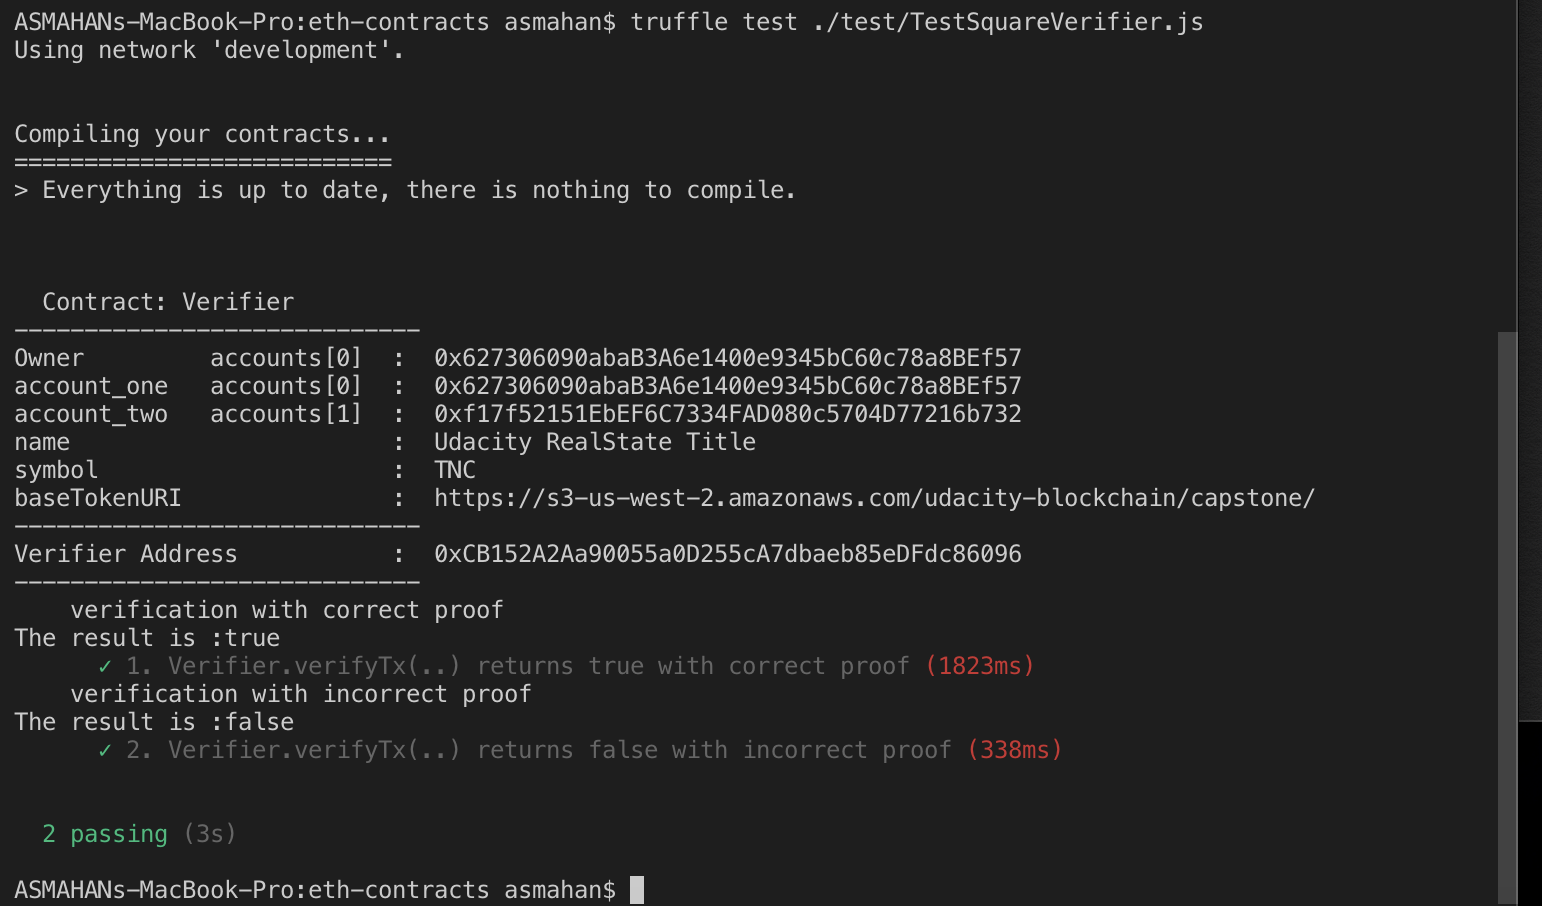 ASMAHANs-MacBook-Pro:eth-contracts asmahan$ truffle test ./test/TestSquareVerifier.js
Using network 'development'.
Compiling your contracts...
===========================
> Everything is up to date, there is nothing to compile.
Contract: Verifier
-----------------------------
Owner         accounts[0]  :  0x627306090abaB3A6e1400e9345bC60c78a8BEf57
account_one   accounts[0]  :  0x627306090abaB3A6e1400e9345bC60c78a8BEf57
account_two   accounts[1]  :  0xf17f52151EbEF6C7334FAD080c5704D77216b732
name                       :  Udacity RealState Title
symbol                     :  TNC
baseTokenURI               :  https://s3-us-west-2.amazonaws.com/udacity-blockchain/capstone/
-----------------------------
Verifier Address           :  0xCB152A2Aa90055a0D255cA7dbaeb85eDFdc86096
-----------------------------
verification with correct proof
The result is :true
✓ 1. Verifier.verifyTx(..) returns true with correct proof (1823ms)
verification with incorrect proof
The result is :false
✓ 2. Verifier.verifyTx(..) returns false with incorrect proof (338ms)
2 passing (3s)
ASMAHANs-MacBook-Pro:eth-contracts asmahan$